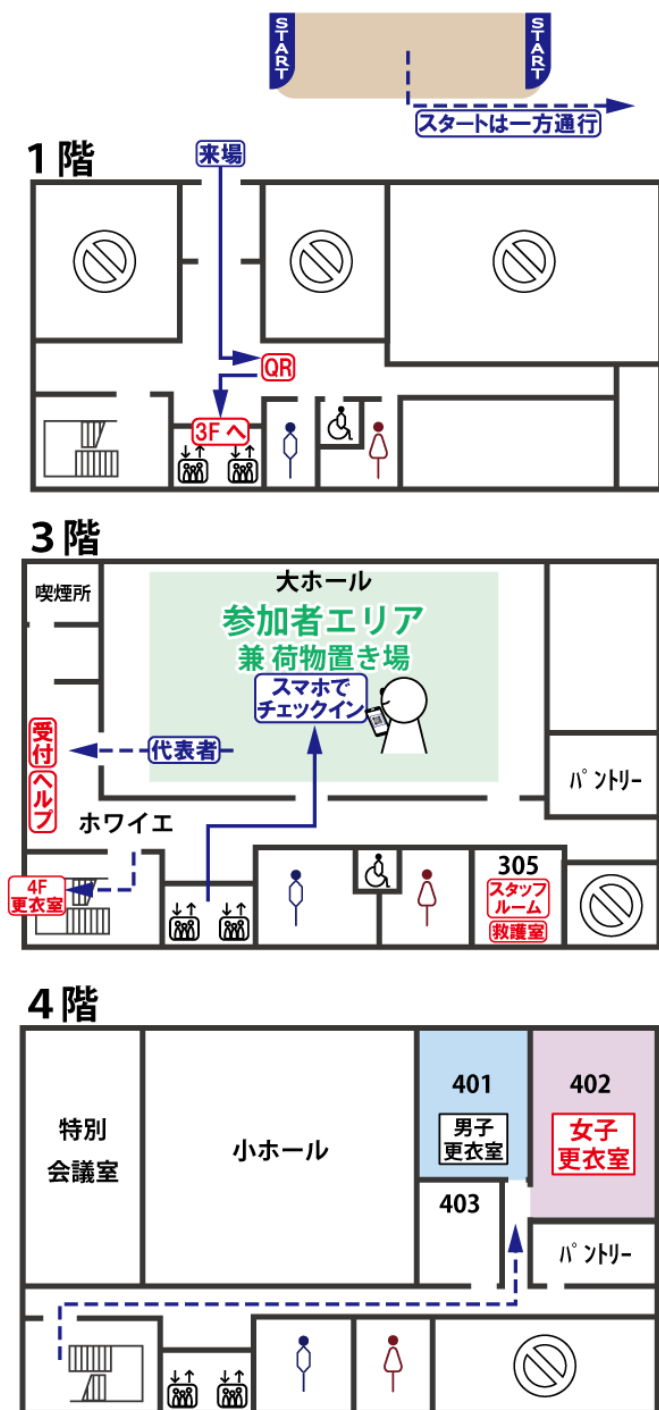 START
START
スタートは一方通行
1階
来場
QR
3Fへ
3階
喫煙所
大ホール
参加者エリア
兼 荷物置き場
スマホで
チェックイン
代表者
受付
ヘルプ
ホワイエ
パントリー
4F
更衣室
305
スタッフ
ルーム
救護室
4階
特別
会議室
小ホール
401
男子
更衣室
402
女子
更衣室
403
パントリー